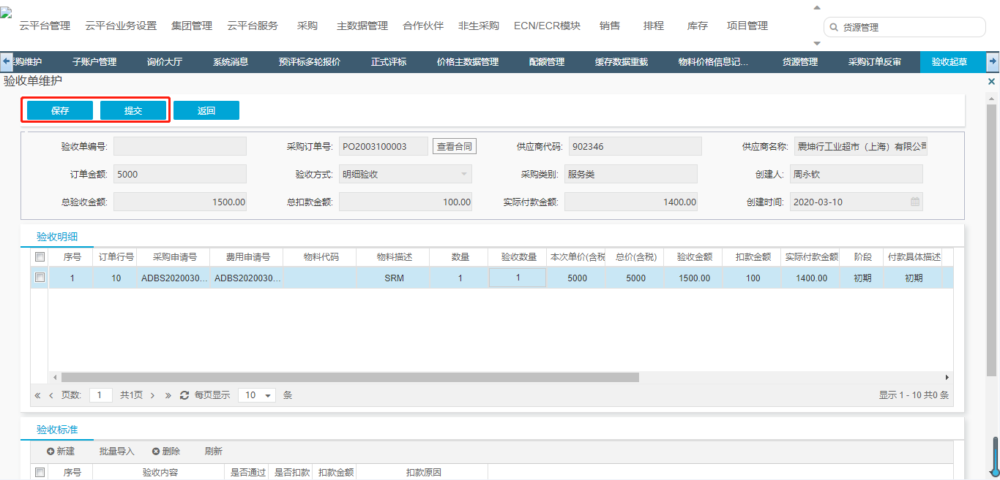 云平台管理 云平台业务设置 集团管理 云平台服务 采购 主数据管理 合作伙伴 非生采购 ECN/ECR模块 销售 排程 库存 项目管理 货源管理
购维护 子账户管理 询价大厅 系统消息 预评标多轮报价 正式评标 价格主数据管理 配额管理 缓存数据重载 物料价格信息记... 货源管理 采购订单反审 验收起草
验收单维护
保存 提交 返回
验收单编号: 采购订单号: PO2003100003 查看合同 供应商代码: 902346 供应商名称: 震坤行工业超市（上海）有限公司
订单金额: 5000 验收方式: 明细验收 采购类别: 服务类 创建人: 周永钦
总验收金额: 1500.00 总扣款金额: 100.00 实际付款金额: 1400.00 创建时间: 2020-03-10
验收明细
序号 订单行号 采购申请号 费用申请号 物料代码 物料描述 数量 验收数量 本次单价(含税 总价(含税) 验收金额 扣款金额 实际付款金额 阶段 付款具体描述
1 10 ADBS2020030... ADBS2020030... SRM 1 1 5000 5000 1500.00 100 1400.00 初期 初期
« ‹ 页数: 1 共1页 › » 每页显示 10 条 显示 1 - 10 共0 条
验收标准
新建 批量导入 删除 刷新
序号 验收内容 是否通过 是否扣款 扣款金额 扣款原因